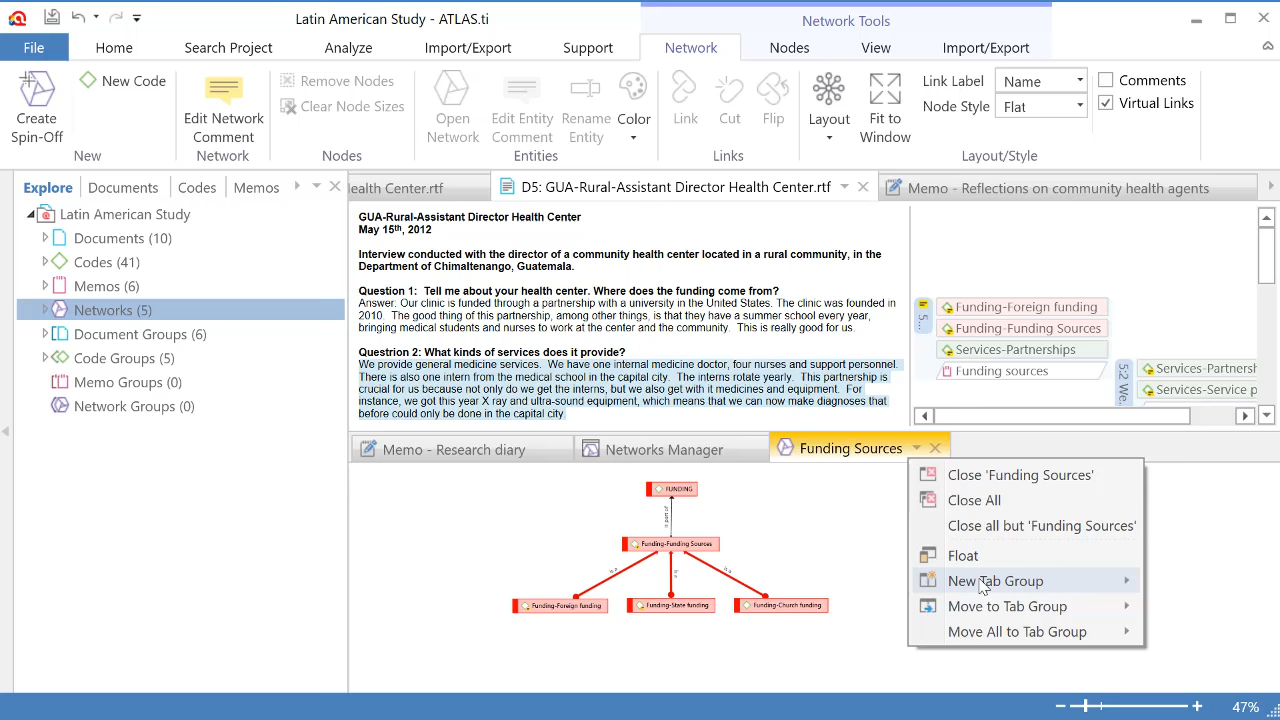 Latin American Study - ATLAS.ti
Network Tools
File
Home
Search Project
Analyze
Import/Export
Support
Network
Nodes
View
Import/Export
Create
Spin-Off
New Code
New
Edit Network
Comment
Network
Remove Nodes
Clear Node Sizes
Nodes
Open
Network
Edit Entity
Comment
Rename
Entity
Color
Entities
Link
Cut
Flip
Links
Layout
Fit to
Window
Link Label
Name
Node Style
Flat
Comments
Virtual Links
Layout/Style
Explore
Documents
Codes
Memos
Latin American Study
Documents (10)
Codes (41)
Memos (6)
Networks (5)
Document Groups (6)
Code Groups (5)
Memo Groups (0)
Network Groups (0)
ealth Center.rtf
D5: GUA-Rural-Assistant Director Health Center.rtf
Memo - Reflections on community health agents
GUA-Rural-Assistant Director Health Center
May 15th, 2012
Interview conducted with the director of a community health center located in a rural community, in the
Department of Chimaltenango, Guatemala.
Question 1: Tell me about your health center. Where does the funding come from?
Answer: Our clinic is funded through a partnership with a university in the United States. The clinic was founded in
2010. The good thing of this partnership, among other things, is that they have a summer school every year,
bringing medical students and nurses to work at the center and the community. This is really good for us.
Questrion 2: What kinds of services does it provide?
We provide general medicine services. We have one internal medicine doctor, four nurses and support personnel.
There is also one intern from the medical school in the capital city. The interns rotate yearly. This partnership is
crucial for us because not only do we get the interns, but we also get with it medicines and equipment. For
instance, we got this year X ray and ultra-sound equipment, which means that we can now make diagnoses that
before could only be done in the capital city.
5...
Funding-Foreign funding
Funding-Funding Sources
Services-Partnerships
Funding sources
5:2 We...
Services-Partnersh
Services-Service p
Memo - Research diary
Networks Manager
Funding Sources
FUNDING
is part of
Funding-Funding Sources
is a
is a
is a
Funding-Foreign funding
Funding-State funding
Funding-Church funding
Close 'Funding Sources'
Close All
Close all but 'Funding Sources'
Float
New Tab Group
Move to Tab Group
Move All to Tab Group
47%